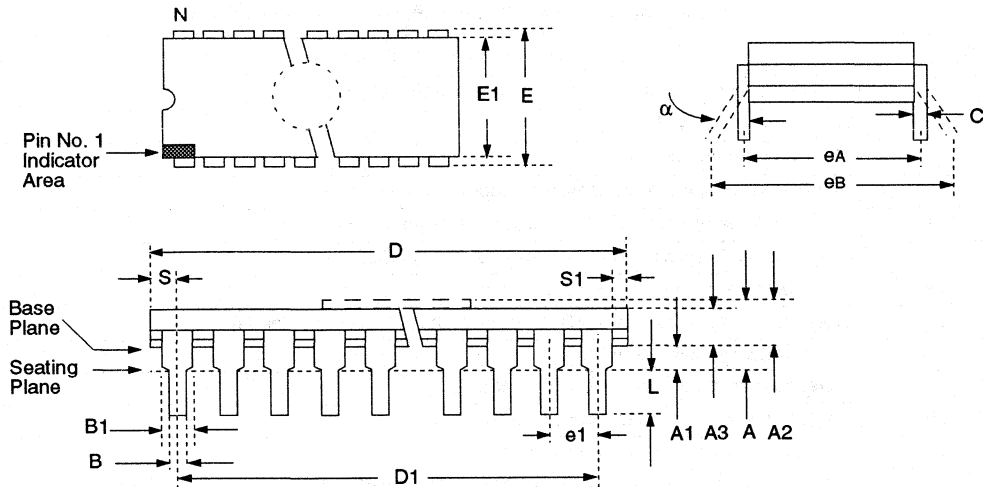 N
E1
E
Pin No. 1
Indicator
Area
α
C
eA
eB
D
S
S1
Base
Plane
Seating
Plane
L
B1
e1
A1
A3
A
A2
B
D1